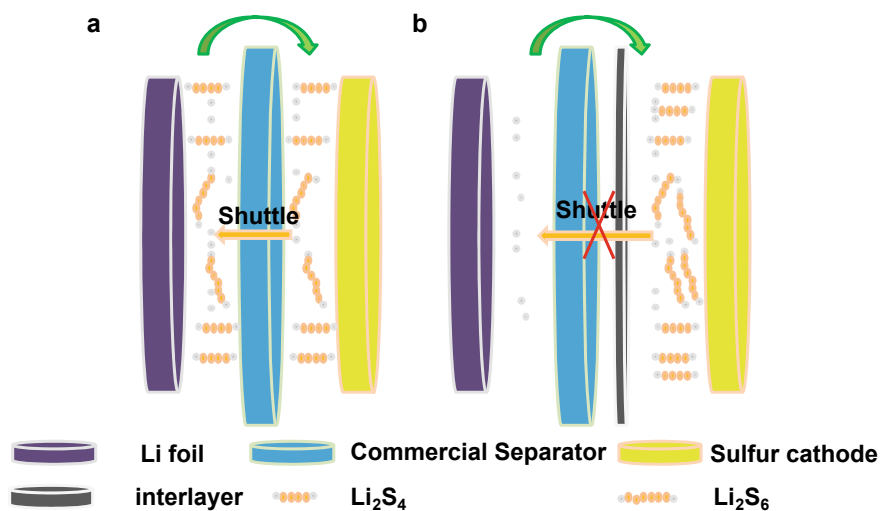 a
b
Shuttle
Shuttle
Li foil
Commercial Separator
Sulfur cathode
interlayer
Li₂S₄
Li₂S₆